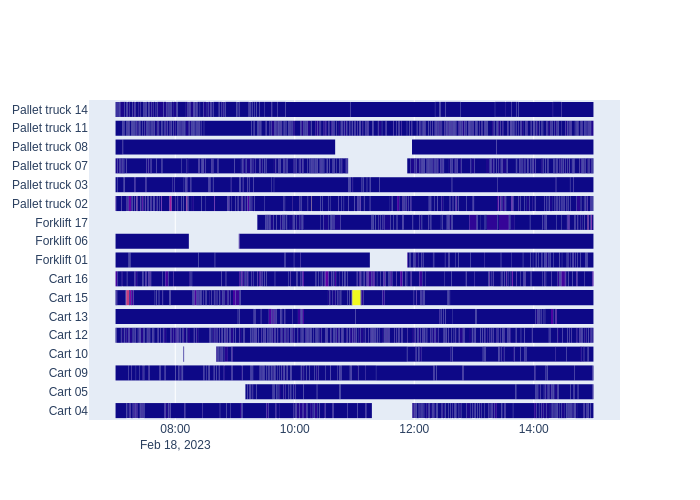 Pallet truck 14
Pallet truck 11
Pallet truck 08
Pallet truck 07
Pallet truck 03
Pallet truck 02
Forklift 17
Forklift 06
Forklift 01
Cart 16
Cart 15
Cart 13
Cart 12
Cart 10
Cart 09
Cart 05
Cart 04
08:00 10:00 12:00 14:00
Feb 18, 2023